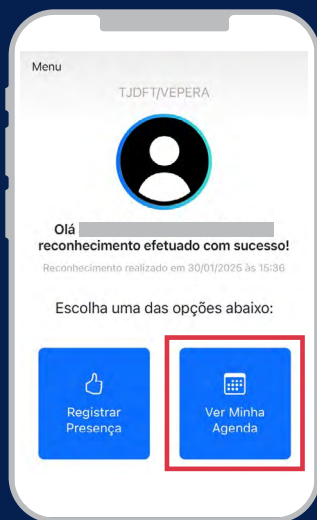 Menu
TJDFT/VEPERA
Olá
reconhecimento efetuado com sucesso!
Reconhecimento realizado em 30/01/2025 às 15:36
Escolha uma das opções abaixo:
Registrar
Presença
Ver Minha
Agenda